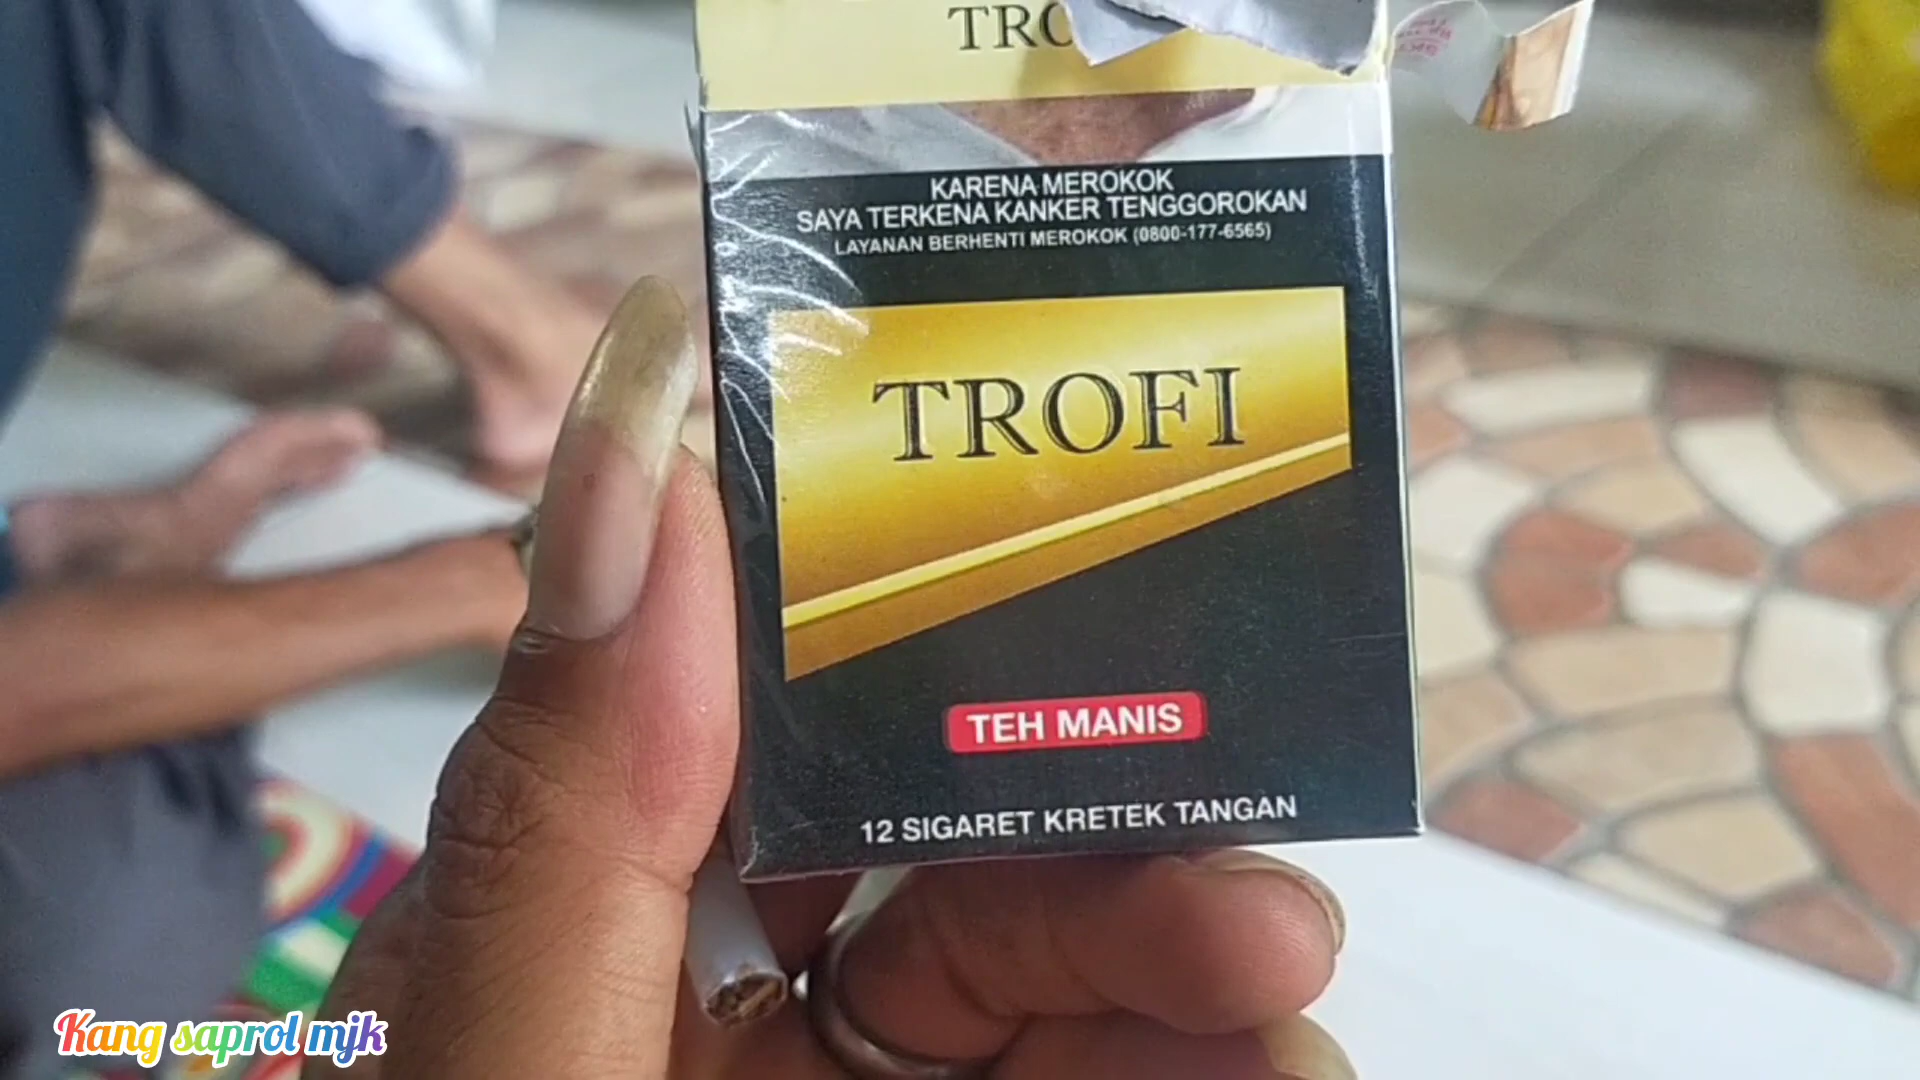 TRO
KARENA MEROKOK
SAYA TERKENA KANKER TENGGOROKAN
LAYANAN BERHENTI MEROKOK (0800-177-6565)
TROFI
TEH MANIS
12 SIGARET KRETEK TANGAN
Kang saprol mjk